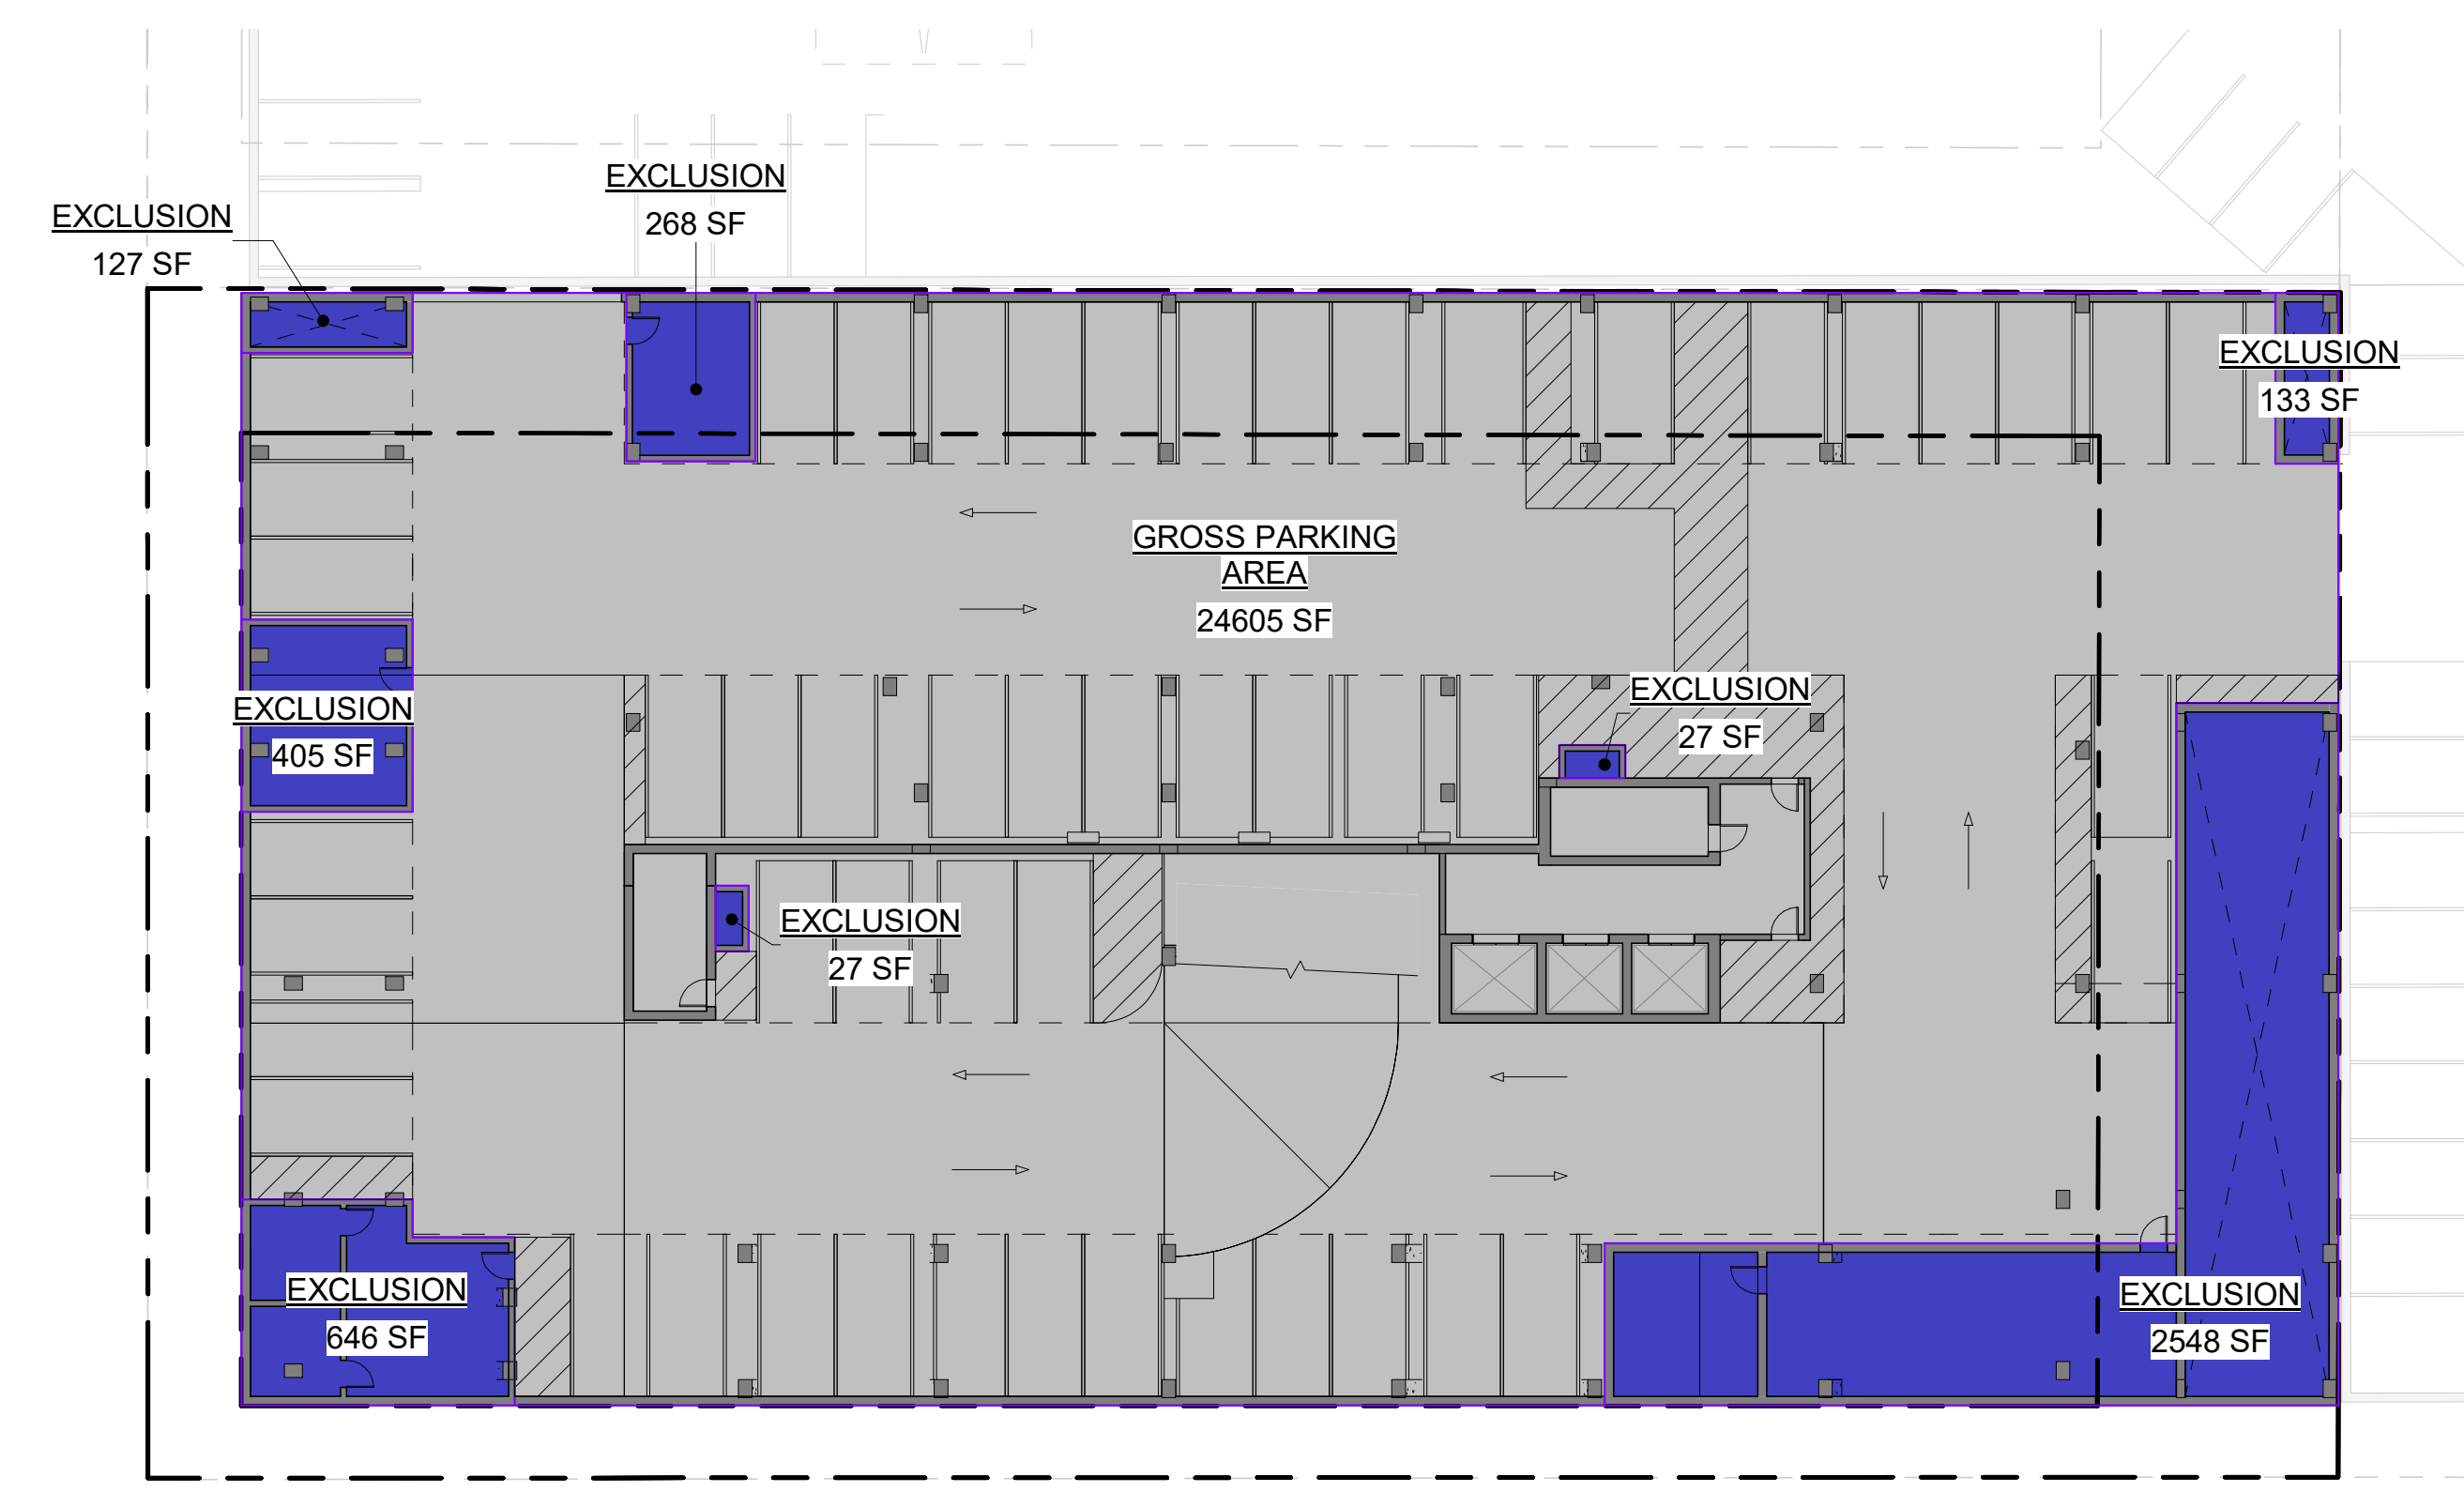 EXCLUSION
268 SF
EXCLUSION
127 SF
EXCLUSION
133 SF
GROSS PARKING
AREA
24605 SF
EXCLUSION
27 SF
EXCLUSION
405 SF
EXCLUSION
27 SF
EXCLUSION
646 SF
EXCLUSION
2548 SF